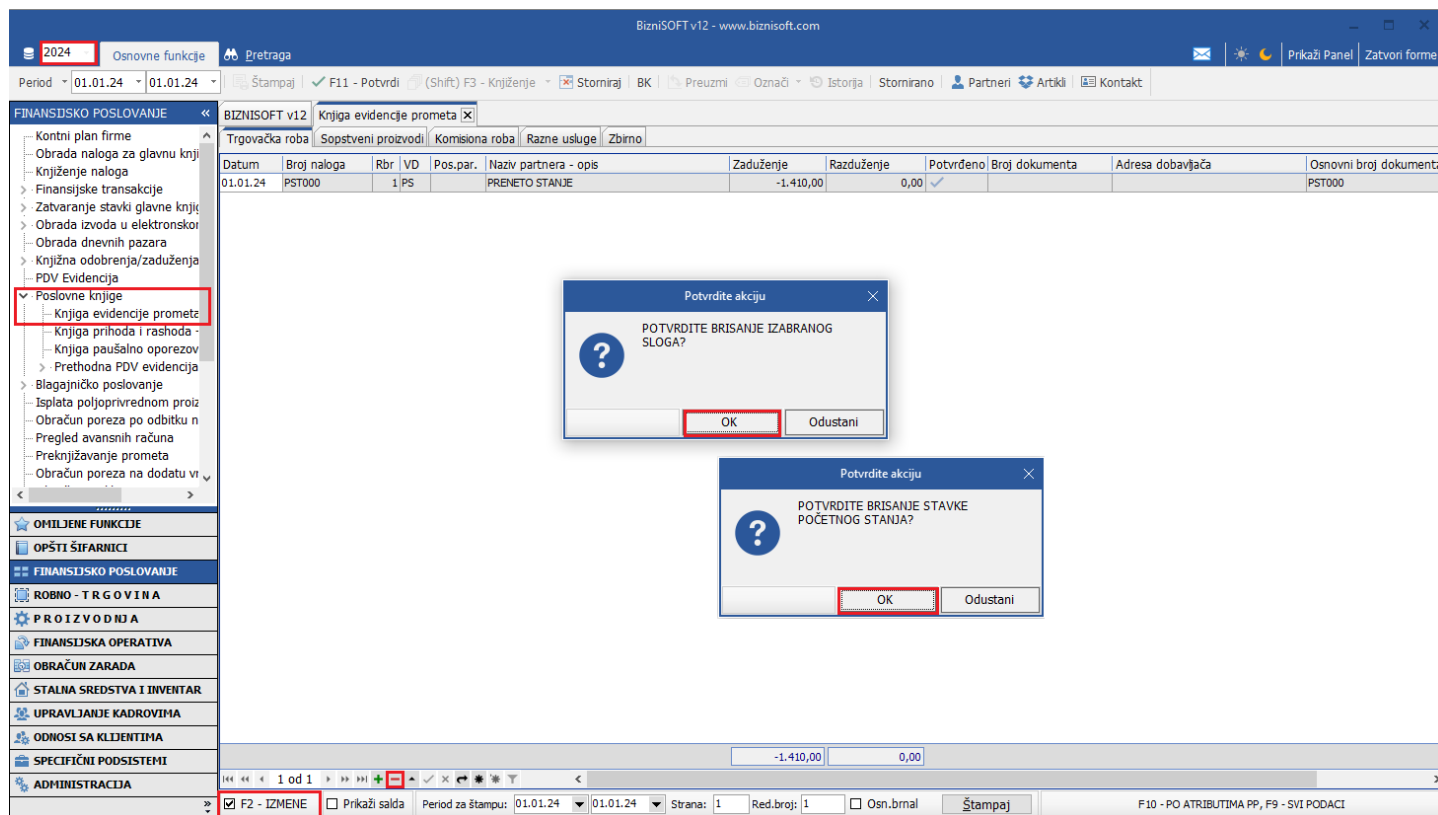 BizniSOFT v12 - www.biznisoft.com
2024 Osnovne funkcije Pretraga Prikaži Panel Zatvori forme
Period 01.01.24 01.01.24 Štampaj F11 - Potvrdi (Shift) F3 - Knjiženje Storniraj BK Preuzmi Označi Istorija Stornirano Partneri Artikli Kontakt
FINANSIJSKO POSLOVANJE «
BIZNISOFT v12 Knjiga evidencije prometa
Trgovačka roba Sopstveni proizvodi Komisiona roba Razne usluge Zbirno
Datum Broj naloga Rbr VD Pos.par. Naziv partnera - opis Zaduženje Razduženje Potvrđeno Broj dokumenta Adresa dobavljača Osnovni broj dokumenta
01.01.24 PST000 1 PS PRENETO STANJE -1.410,00 0,00 PST000
Kontni plan firme
Obrada naloga za glavnu knji
Knjiženje naloga
Finansijske transakcije
Zatvaranje stavki glavne knjig
Obrada izvoda u elektronskor
Obrada dnevnih pazara
Knjižna odobrenja/zaduženja
PDV Evidencija
Poslovne knjige
Knjiga evidencije prometa
Knjiga prihoda i rashoda -
Knjiga paušalno oporezov
Prethodna PDV evidencija
Blagajničko poslovanje
Isplata poljoprivrednom proiz
Obračun poreza po odbitku n
Pregled avansnih računa
Preknjižavanje prometa
Obračun poreza na dodatu vr
Potvrdite akciju
POTVRDITE BRISANJE IZABRANOG
SLOGA?
OK Odustani
Potvrdite akciju
POTVRDITE BRISANJE STAVKE
POČETNOG STANJA?
OK Odustani
OMILJENE FUNKCIJE
OPŠTI ŠIFARNICI
FINANSIJSKO POSLOVANJE
ROBNO - T R G O V I N A
P R O I Z V O D NJ A
FINANSIJSKA OPERATIVA
OBRAČUN ZARADA
STALNA SREDSTVA I INVENTAR
UPRAVLJANJE KADROVIMA
ODNOSI SA KLIJENTIMA
SPECIFIČNI PODSISTEMI
ADMINISTRACIJA
-1.410,00 0,00
1 od 1
F2 - IZMENE Prikaži salda Period za štampu: 01.01.24 01.01.24 Strana: 1 Red.broj: 1 Osn.brnal Štampaj F10 - PO ATRIBUTIMA PP, F9 - SVI PODACI